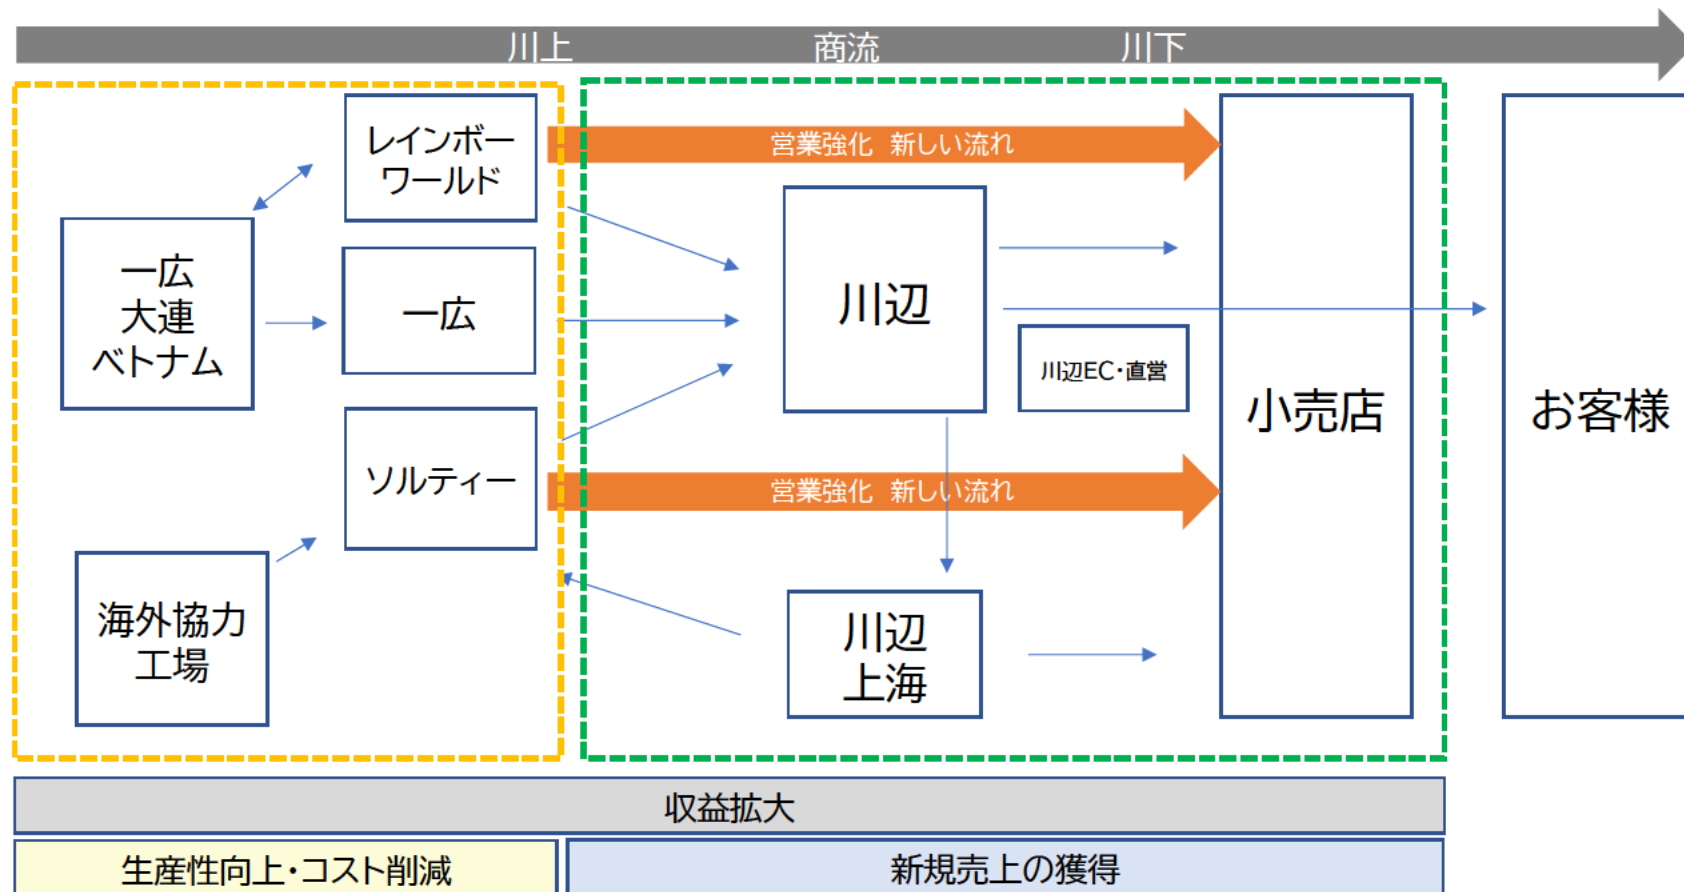 川上
商流
川下
レインボー
ワールド
営業強化 新しい流れ
一広
大連
ベトナム
一広
川辺
川辺EC・直営
小売店
お客様
ソルティー
営業強化 新しい流れ
海外協力
工場
川辺
上海
収益拡大
生産性向上・コスト削減
新規売上の獲得